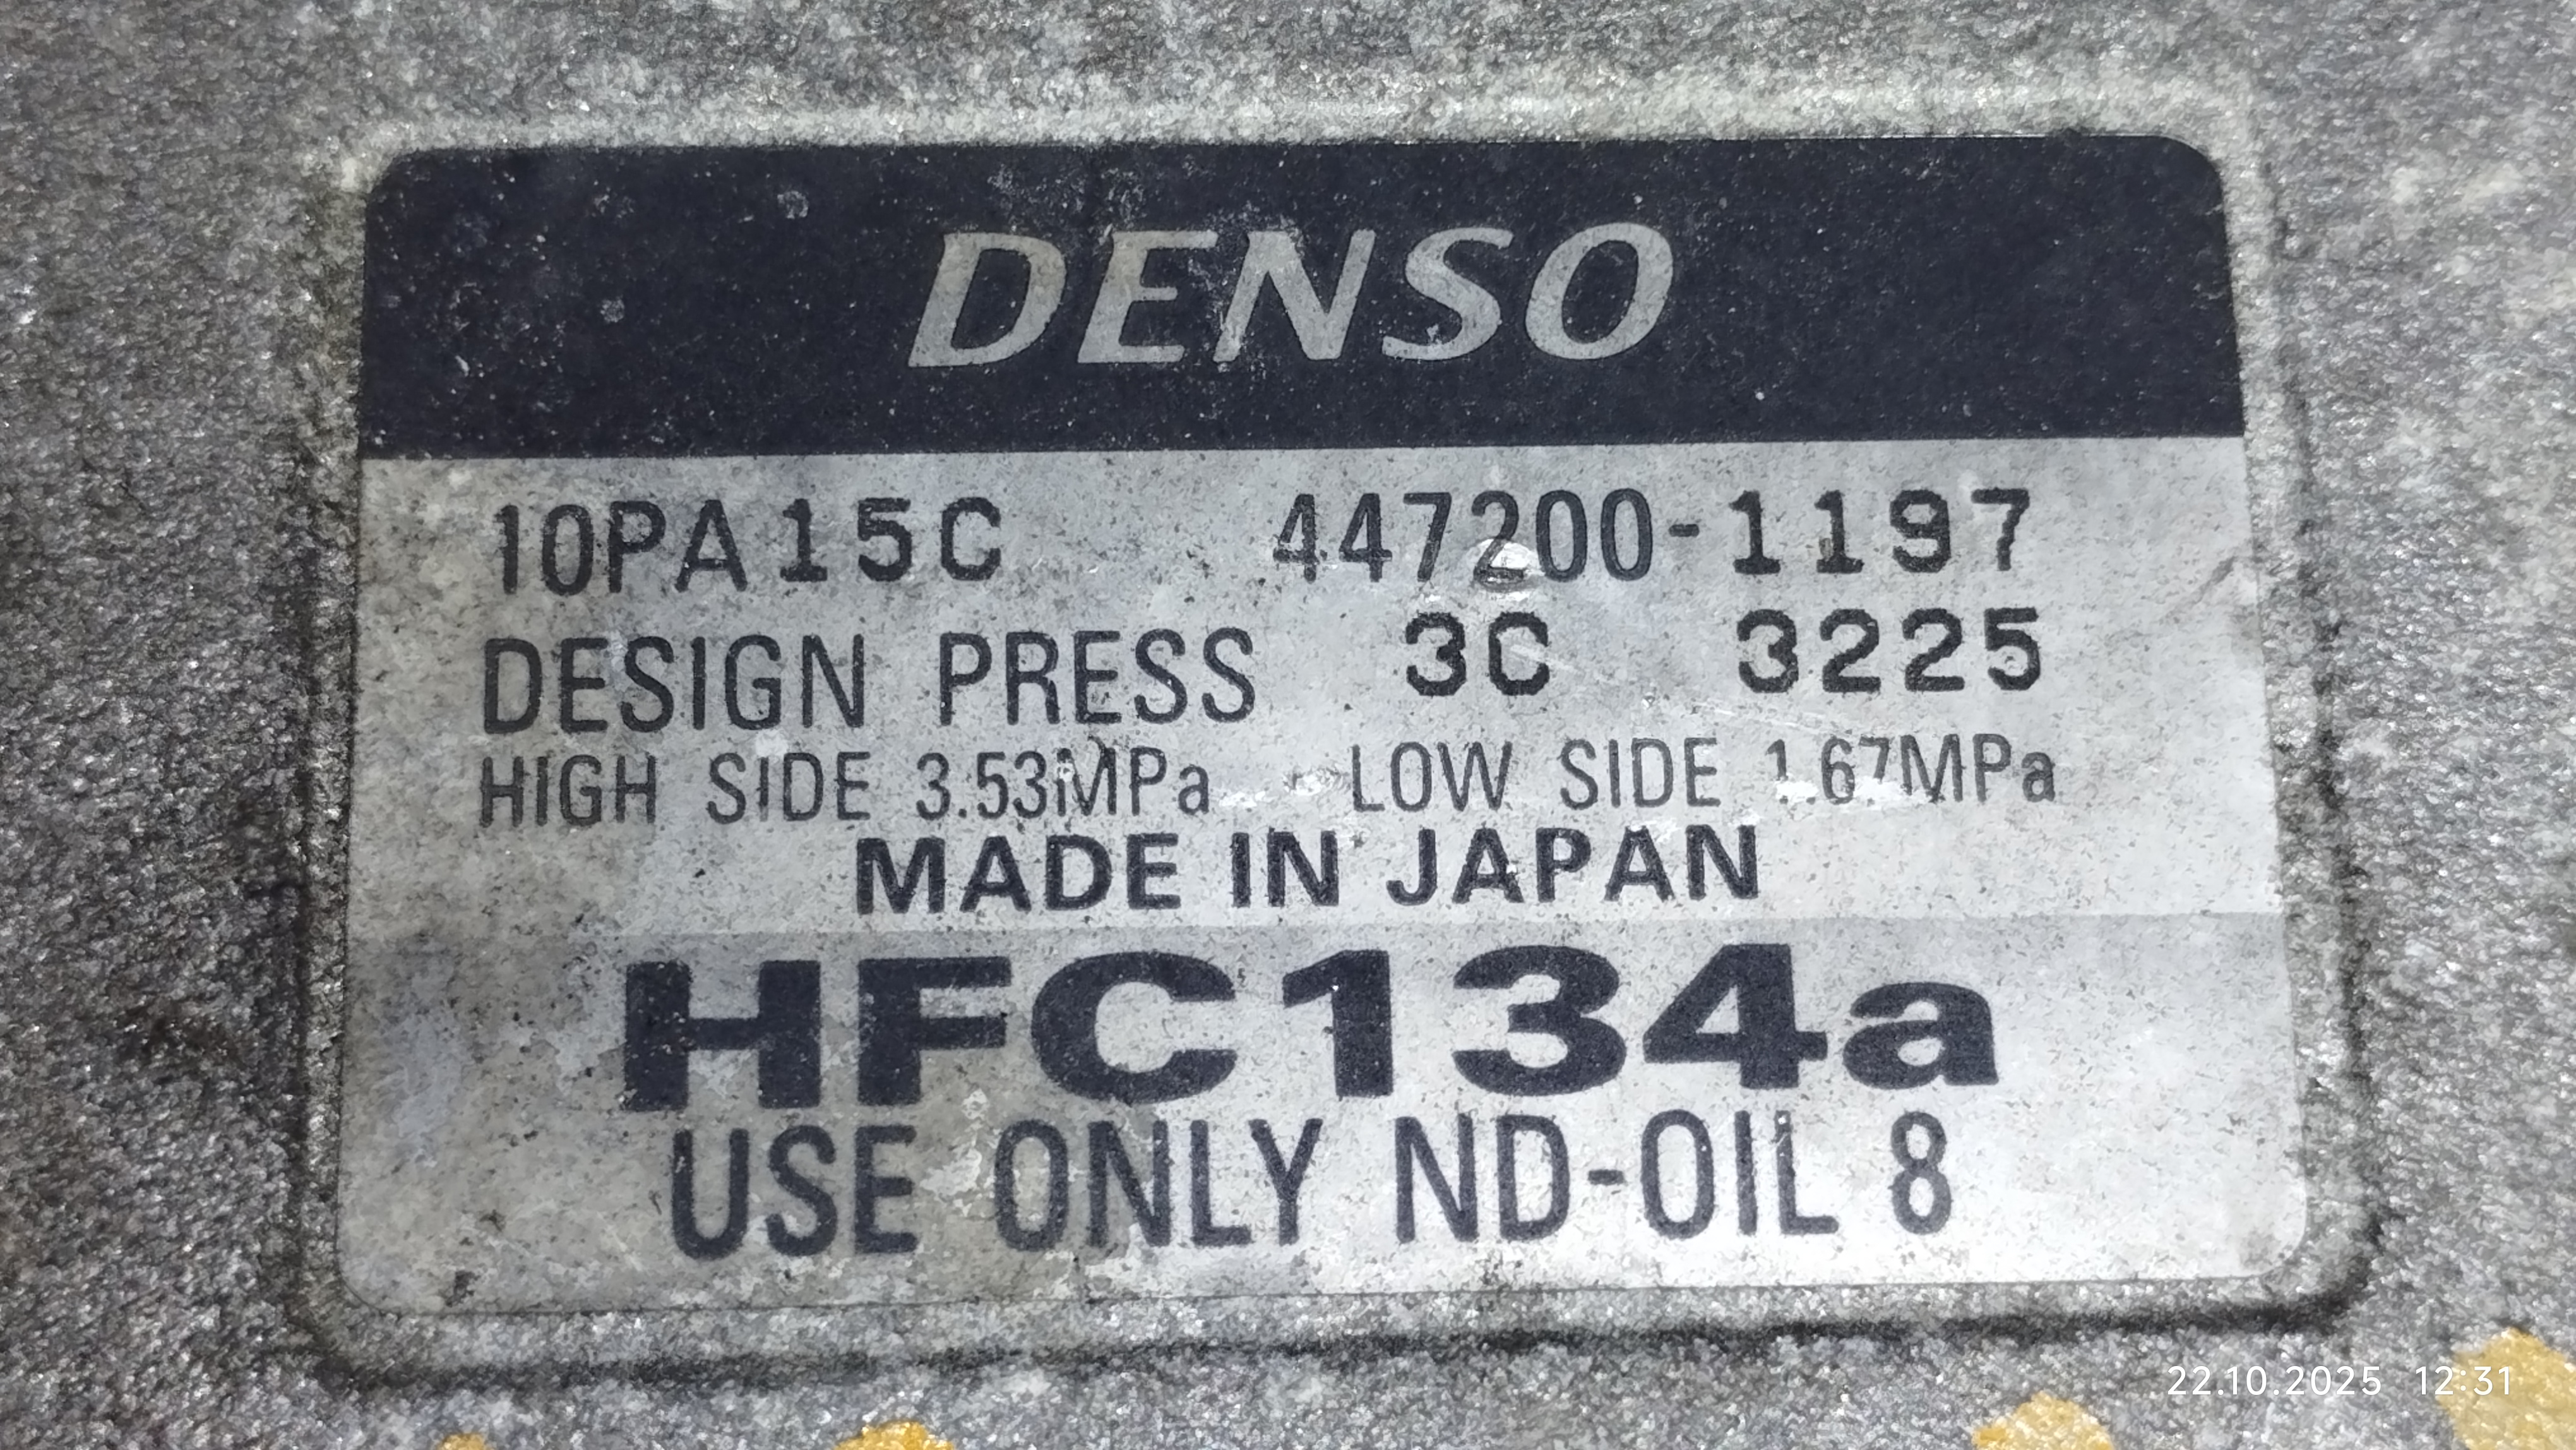 DENSO
10PA15C 447200-1197
DESIGN PRESS 3C 3225
HIGH SIDE 3.53MPa LOW SIDE 1.67MPa
MADE IN JAPAN
HFC134a
USE ONLY ND-OIL 8
22.10.2025 12:31